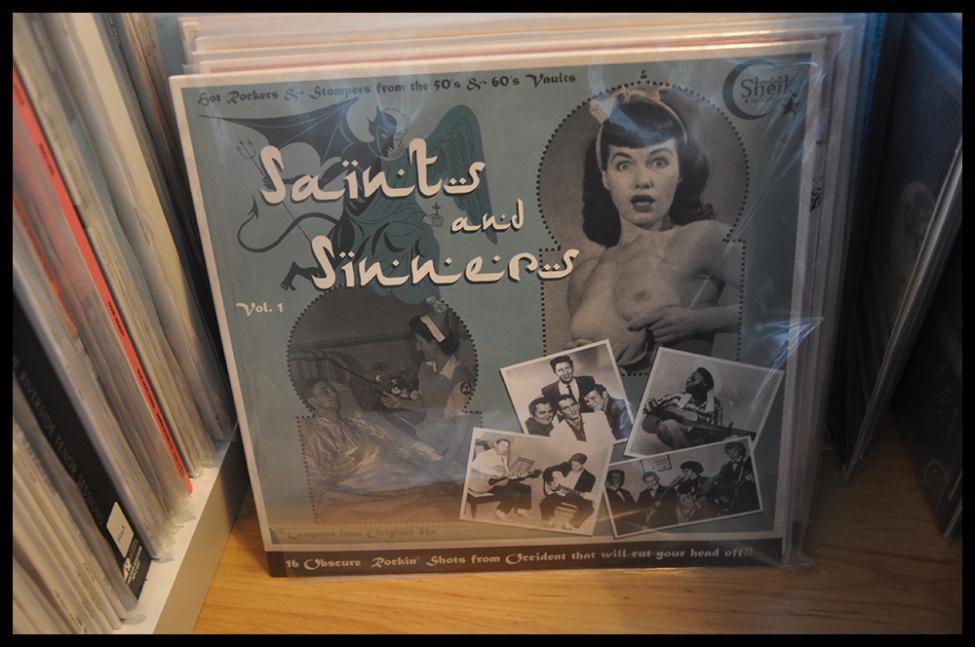 Hot Rockers & Stompers from the 50's & 60's Vaults
Sheik
Saints
and
Sinners
Vol. 1
Compiled from Original 45s
16 Obscure Rockin' Shots from Occident that will cut your head off!!